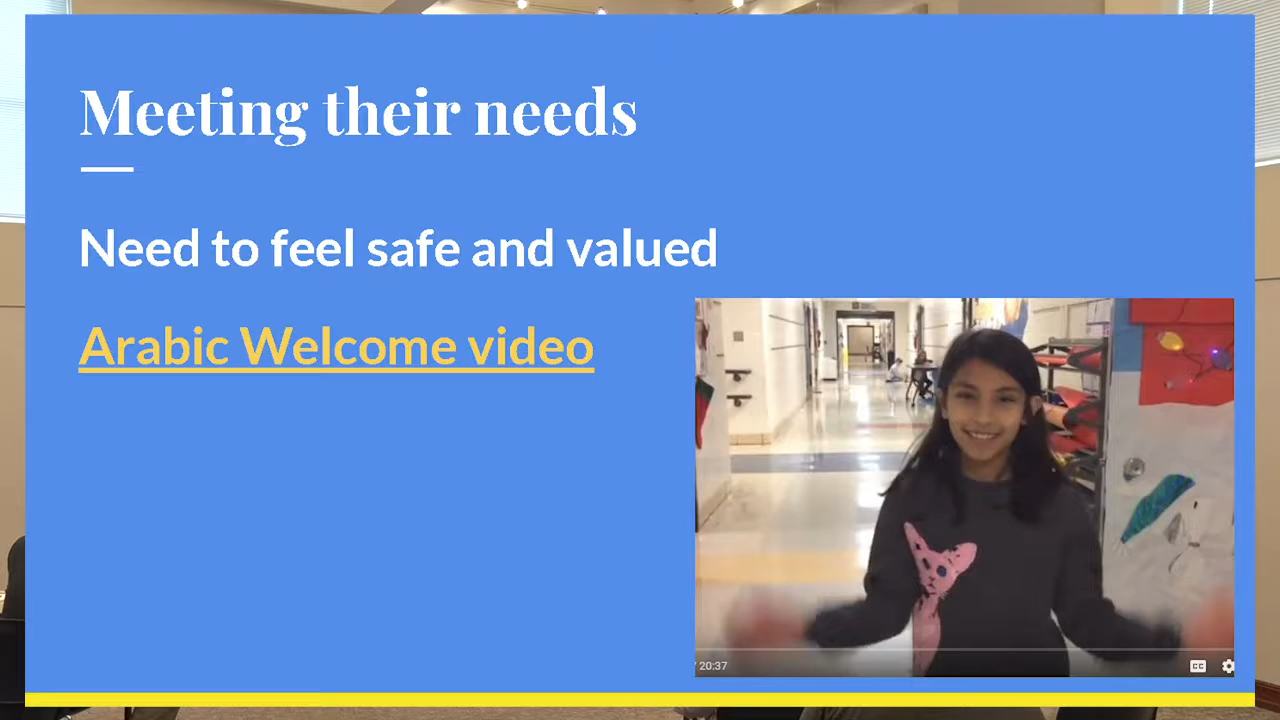 Meeting their needs
Need to feel safe and valued
Arabic Welcome video
/ 20:37
CC